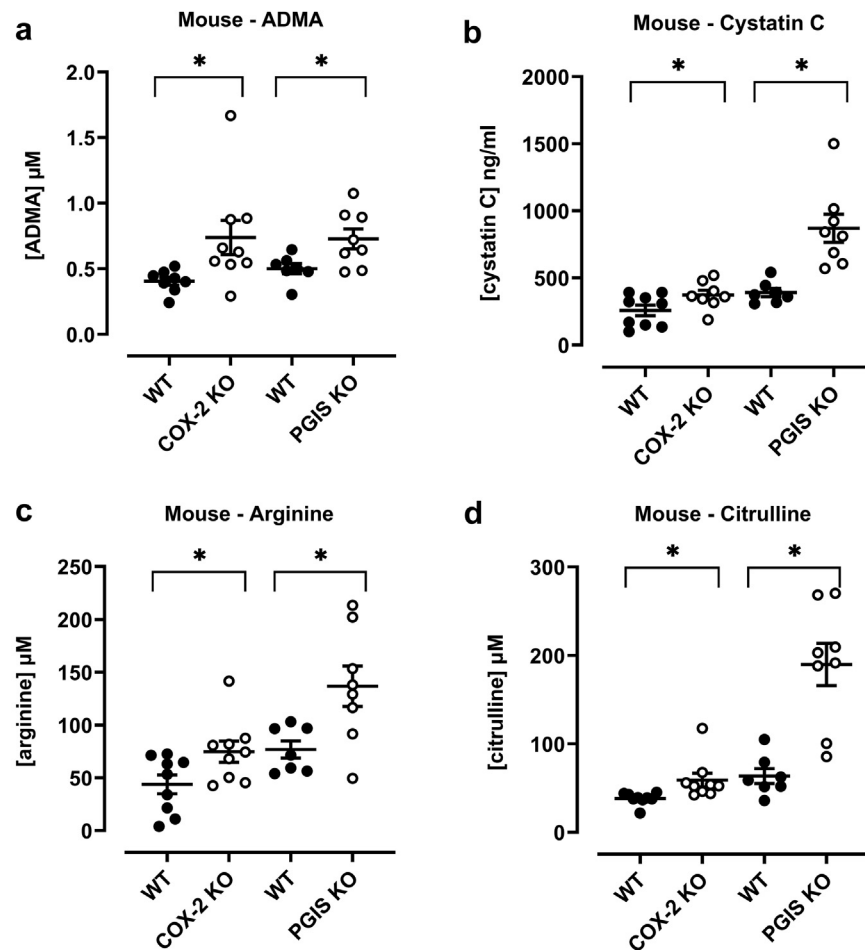 a
Mouse - ADMA
*
*
2.0
1.5
1.0
0.5
0.0
[ADMA] μM
WT
COX-2 KO
WT
PGIS KO
b
Mouse - Cystatin C
*
*
2000
1500
1000
500
0
[cystatin C] ng/ml
WT
COX-2 KO
WT
PGIS KO
c
Mouse - Arginine
*
*
250
200
150
100
50
0
[arginine] μM
WT
COX-2 KO
WT
PGIS KO
d
Mouse - Citrulline
*
*
300
200
100
0
[citrulline] μM
WT
COX-2 KO
WT
PGIS KO